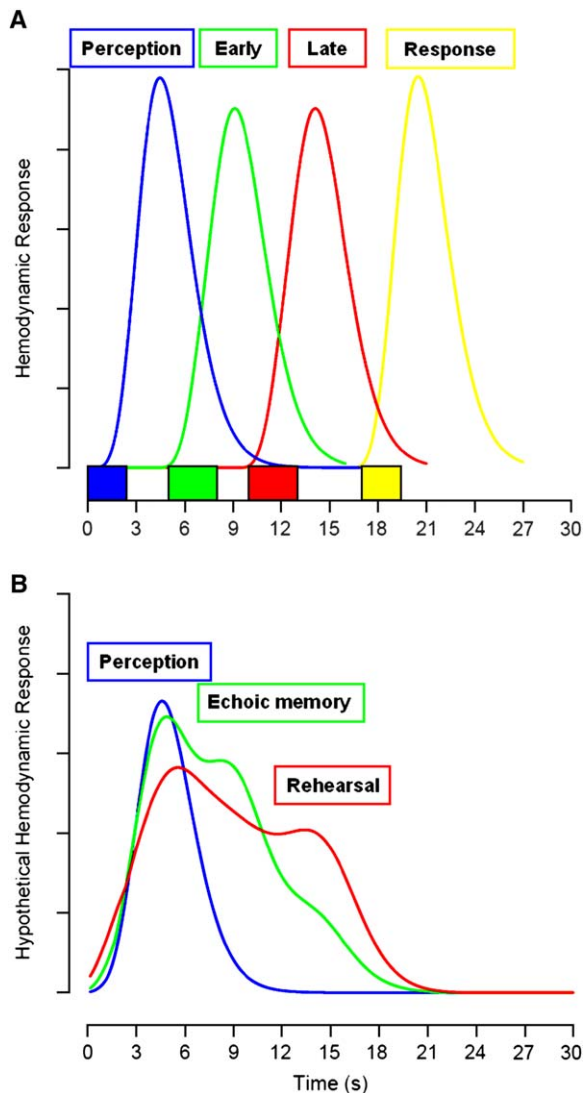 A
Perception Early Late Response
Hemodynamic Response
0 3 6 9 12 15 18 21 24 27 30
B
Perception
Echoic memory
Rehearsal
Hypothetical Hemodynamic Response
0 3 6 9 12 15 18 21 24 27 30
Time (s)